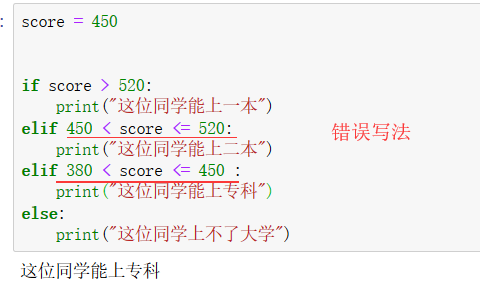 score = 450
if score > 520:
print("这位同学能上一本")
elif 450 < score <= 520:
print("这位同学能上二本")
elif 380 < score <= 450 :
print("这位同学能上专科")
else:
print("这位同学上不了大学")
错误写法
这位同学能上专科